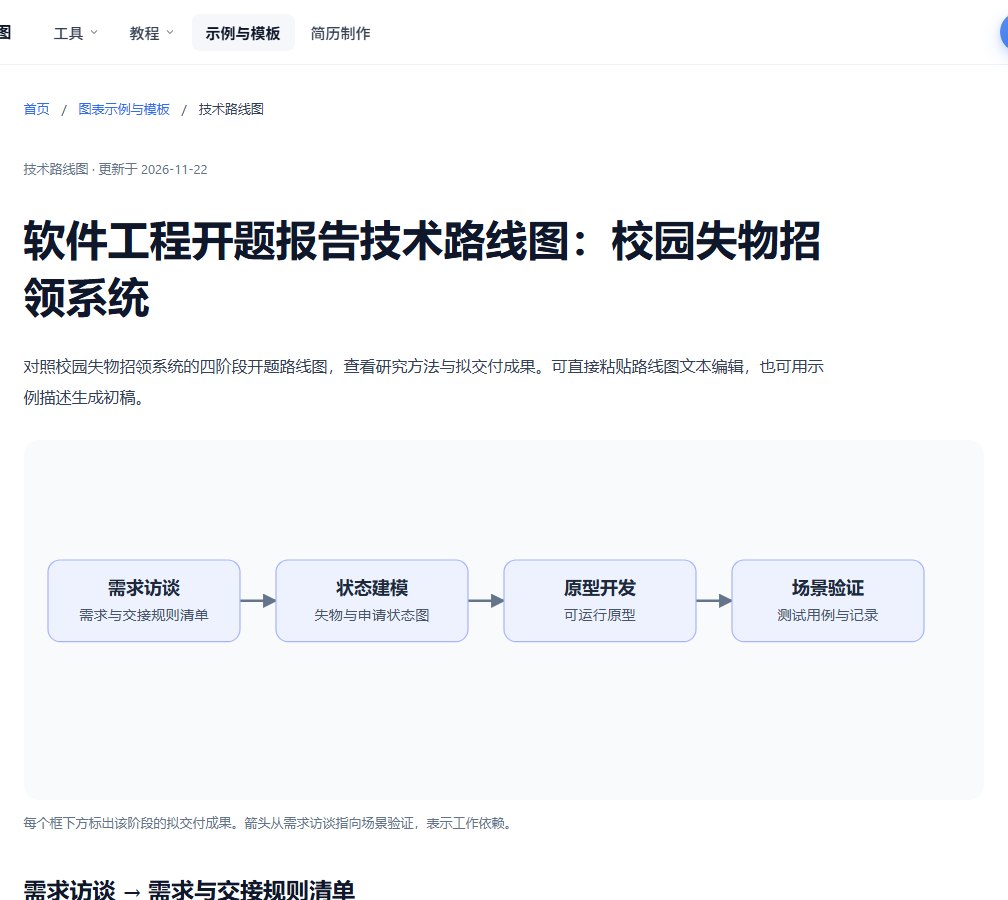 图
工具
教程
示例与模板
简历制作
首页 / 图表示例与模板 / 技术路线图
技术路线图 · 更新于 2026-11-22
软件工程开题报告技术路线图：校园失物招
领系统
对照校园失物招领系统的四阶段开题路线图，查看研究方法与拟交付成果。可直接粘贴路线图文本编辑，也可用示
例描述生成初稿。
需求访谈
需求与交接规则清单
状态建模
失物与申请状态图
原型开发
可运行原型
场景验证
测试用例与记录
每个框下方标出该阶段的拟交付成果。箭头从需求访谈指向场景验证，表示工作依赖。
需求访谈 → 需求与交接规则清单